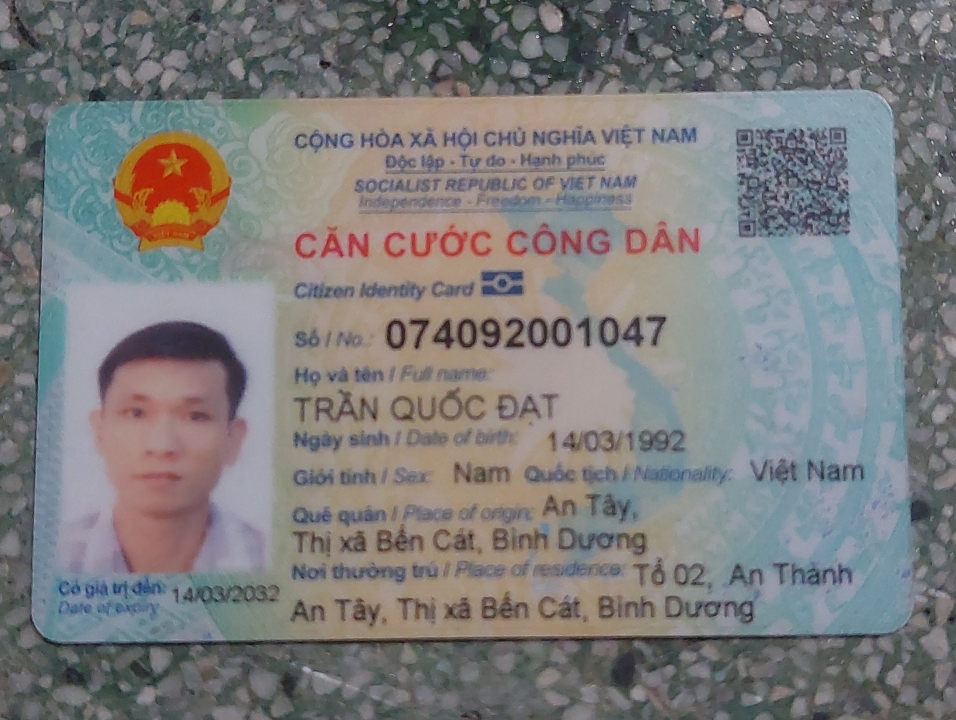 CỘNG HÒA XÃ HỘI CHỦ NGHĨA VIỆT NAM
Độc lập - Tự do - Hạnh phúc
SOCIALIST REPUBLIC OF VIET NAM
Independence - Freedom - Happiness
CĂN CƯỚC CÔNG DÂN
Citizen Identity Card
Số / No.: 074092001047
Họ và tên / Full name:
TRẦN QUỐC ĐẠT
Ngày sinh / Date of birth: 14/03/1992
Giới tính / Sex: Nam Quốc tịch / Nationality: Việt Nam
Quê quán / Place of origin: An Tây,
Thị xã Bến Cát, Bình Dương
Nơi thường trú / Place of residence: Tổ 02, An Thành
An Tây, Thị xã Bến Cát, Bình Dương
Có giá trị đến: 14/03/2032
Date of expiry